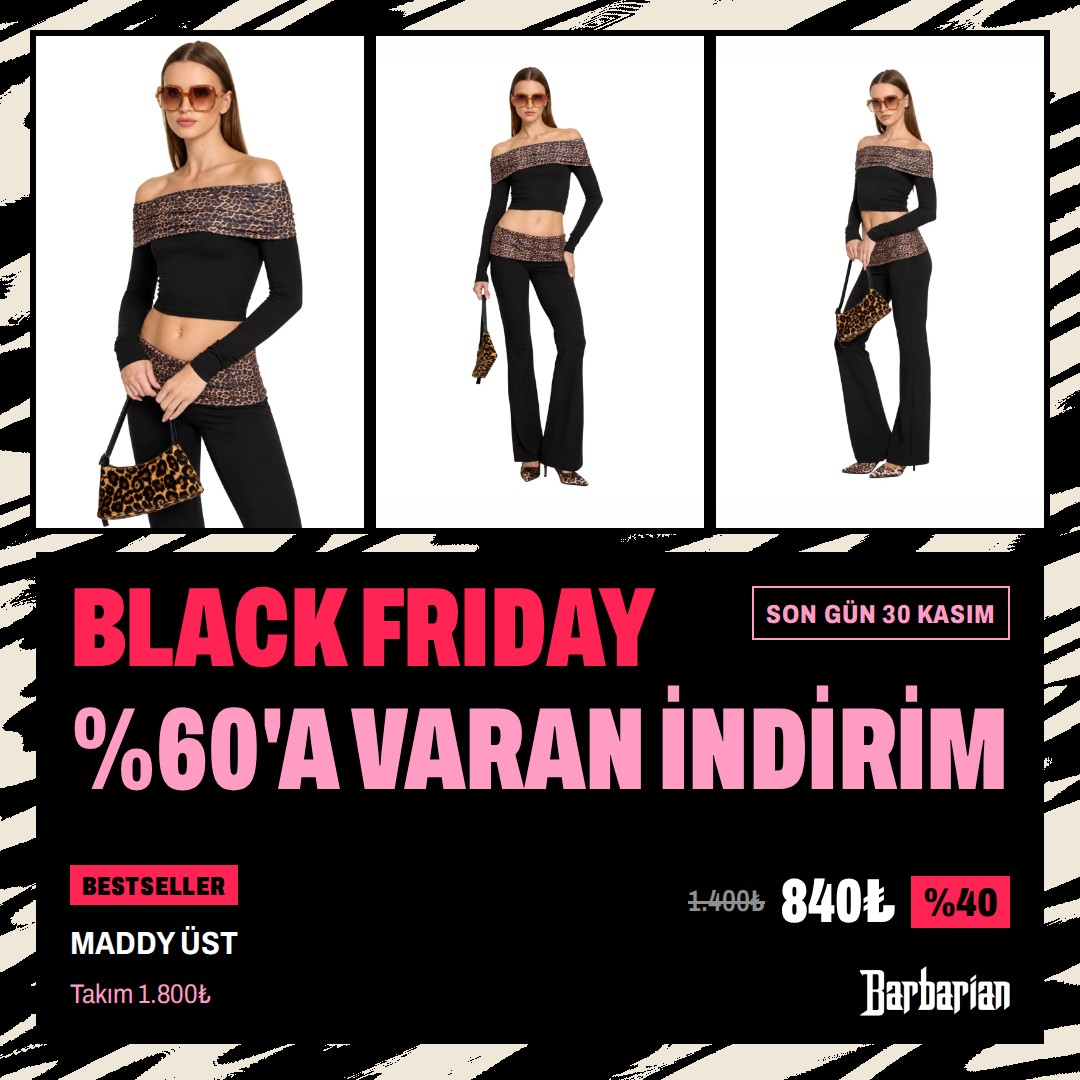 BLACK FRIDAY
SON GÜN 30 KASIM
%60'A VARAN İNDİRİM
BESTSELLER
MADDY ÜST
Takım 1.800₺
1.400₺ 840₺ %40
Barbarian